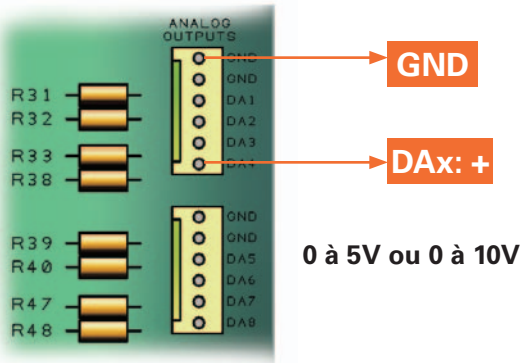 ANALOG
OUTPUTS
GND
GND
DA1
DA2
DA3
DA4
R31
R32
R33
R38
GND
GND
DA5
DA6
DA7
DA8
R39
R40
R47
R48
GND
DAx: +
0 à 5V ou 0 à 10V